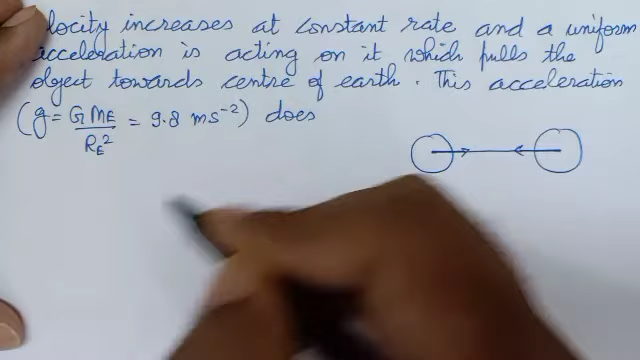 locity increases at constant rate and a uniform
acceleration is acting on it which pulls the
object towards centre of earth. This acceleration
(g = G M_E / R_E² = 9.8 ms⁻²) does